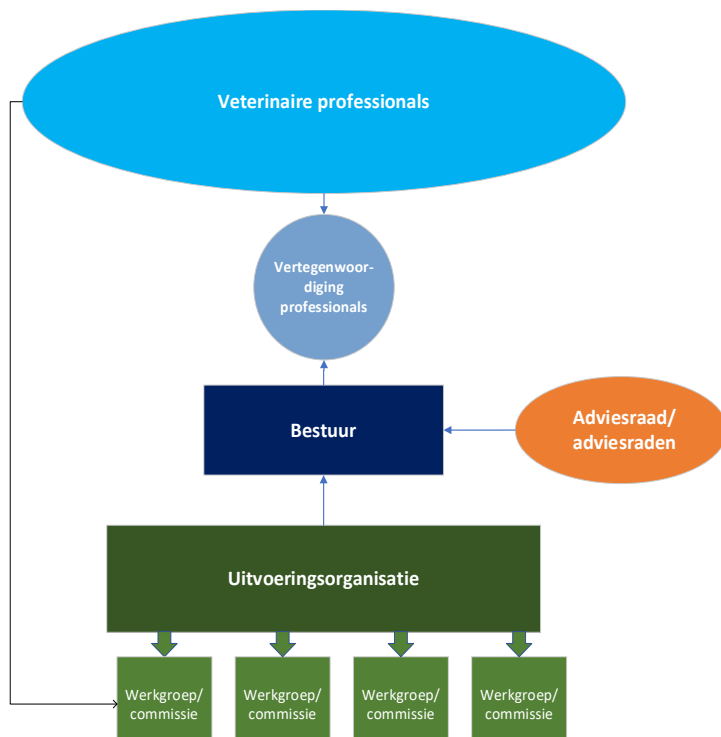 Veterinaire professionals
Vertegenwoor-
diging
professionals
Bestuur
Adviesraad/
adviesraden
Uitvoeringsorganisatie
Werkgroep/
commissie
Werkgroep/
commissie
Werkgroep/
commissie
Werkgroep/
commissie